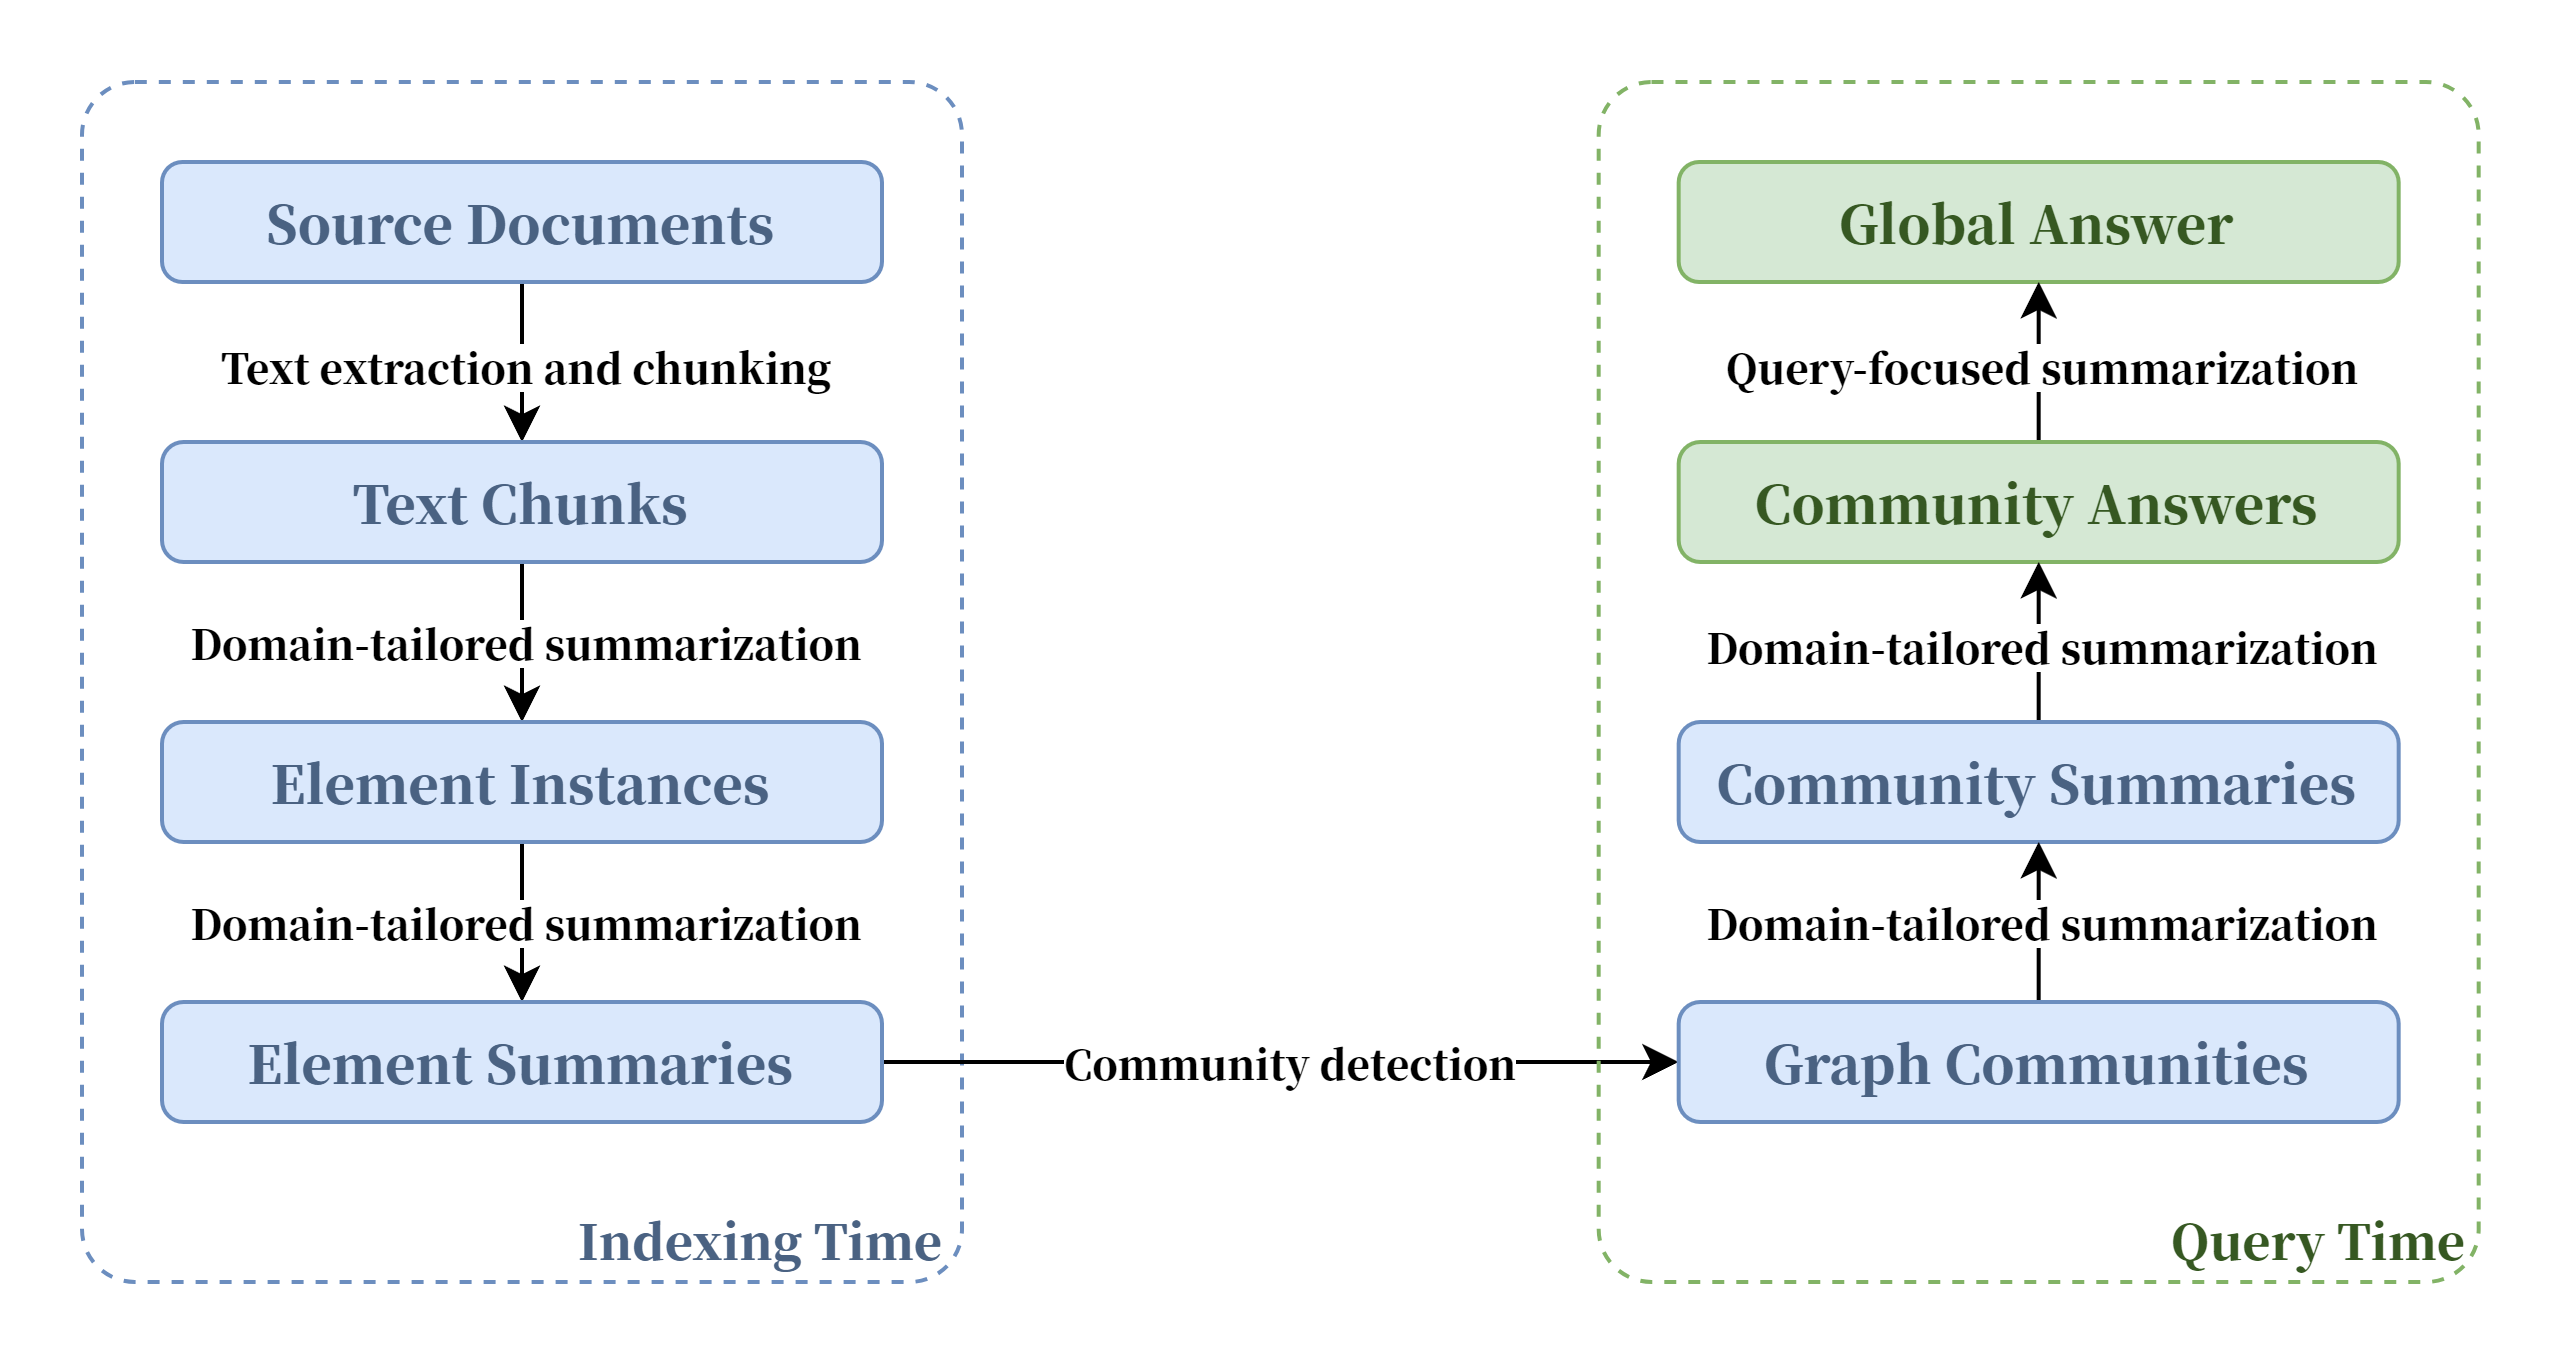 Source Documents
Text extraction and chunking
Text Chunks
Domain-tailored summarization
Element Instances
Domain-tailored summarization
Element Summaries
Indexing Time
Community detection
Global Answer
Query-focused summarization
Community Answers
Domain-tailored summarization
Community Summaries
Domain-tailored summarization
Graph Communities
Query Time